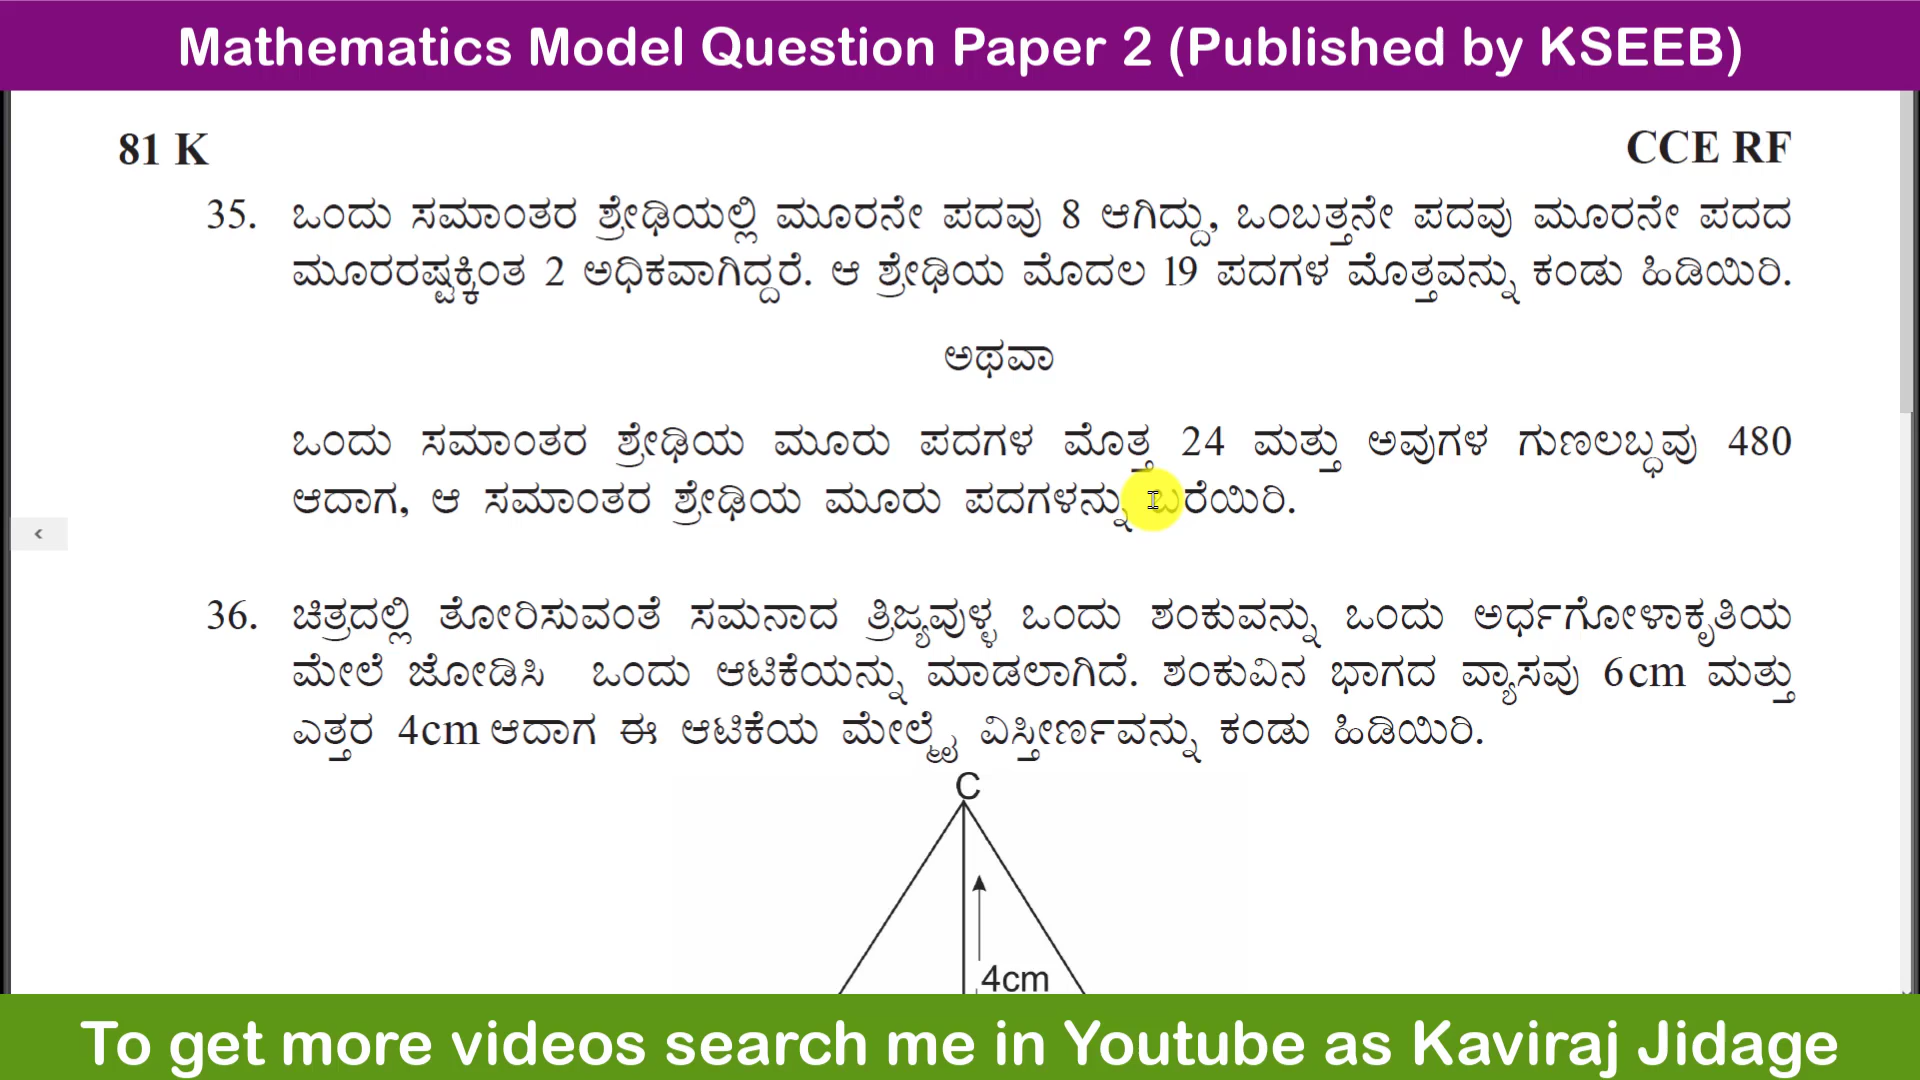 Mathematics Model Question Paper 2 (Published by KSEEB)
81 K CCE RF
35. ಒಂದು ಸಮಾಂತರ ಶ್ರೇಢಿಯಲ್ಲಿ ಮೂರನೇ ಪದವು 8 ಆಗಿದ್ದು, ಒಂಬತ್ತನೇ ಪದವು ಮೂರನೇ ಪದದ
ಮೂರರಷ್ಟಕ್ಕಿಂತ 2 ಅಧಿಕವಾಗಿದ್ದರೆ. ಆ ಶ್ರೇಢಿಯ ಮೊದಲ 19 ಪದಗಳ ಮೊತ್ತವನ್ನು ಕಂಡು ಹಿಡಿಯಿರಿ.
ಅಥವಾ
ಒಂದು ಸಮಾಂತರ ಶ್ರೇಢಿಯ ಮೂರು ಪದಗಳ ಮೊತ್ತ 24 ಮತ್ತು ಅವುಗಳ ಗುಣಲಬ್ಧವು 480
ಆದಾಗ, ಆ ಸಮಾಂತರ ಶ್ರೇಢಿಯ ಮೂರು ಪದಗಳನ್ನು ಬರೆಯಿರಿ.
36. ಚಿತ್ರದಲ್ಲಿ ತೋರಿಸುವಂತೆ ಸಮನಾದ ತ್ರಿಜ್ಯವುಳ್ಳ ಒಂದು ಶಂಕುವನ್ನು ಒಂದು ಅರ್ಧಗೋಳಾಕೃತಿಯ
ಮೇಲೆ ಜೋಡಿಸಿ ಒಂದು ಆಟಿಕೆಯನ್ನು ಮಾಡಲಾಗಿದೆ. ಶಂಕುವಿನ ಭಾಗದ ವ್ಯಾಸವು 6cm ಮತ್ತು
ಎತ್ತರ 4cm ಆದಾಗ ಈ ಆಟಿಕೆಯ ಮೇಲ್ಮೈ ವಿಸ್ತೀರ್ಣವನ್ನು ಕಂಡು ಹಿಡಿಯಿರಿ.
C
4cm
To get more videos search me in Youtube as Kaviraj Jidage